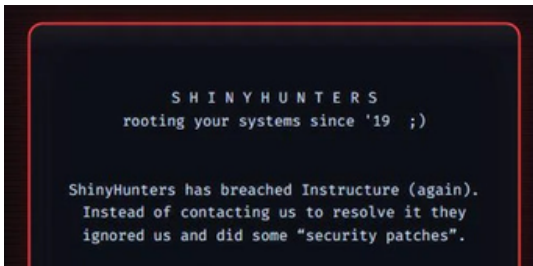 S H I N Y H U N T E R S
rooting your systems since '19 ;)
ShinyHunters has breached Instructure (again).
Instead of contacting us to resolve it they
ignored us and did some “security patches”.